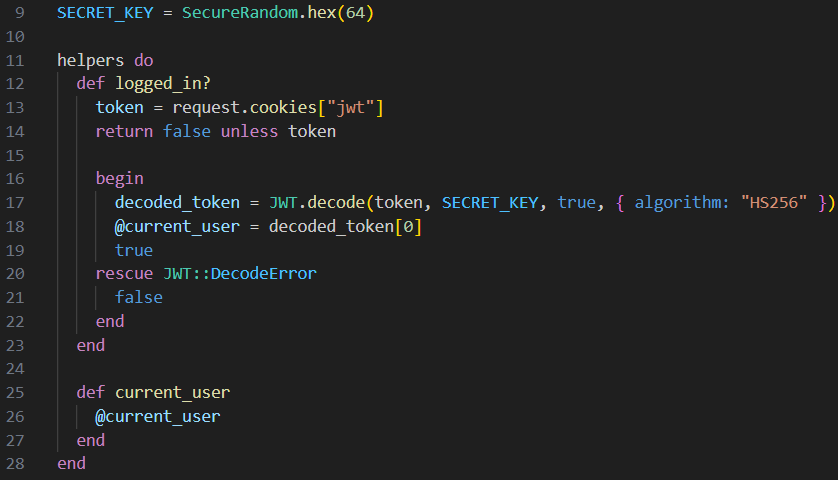 9 SECRET_KEY = SecureRandom.hex(64)
10
11 helpers do
12   def logged_in?
13     token = request.cookies["jwt"]
14     return false unless token
15
16     begin
17       decoded_token = JWT.decode(token, SECRET_KEY, true, { algorithm: "HS256" })
18       @current_user = decoded_token[0]
19       true
20     rescue JWT::DecodeError
21       false
22     end
23   end
24
25   def current_user
26     @current_user
27   end
28 end